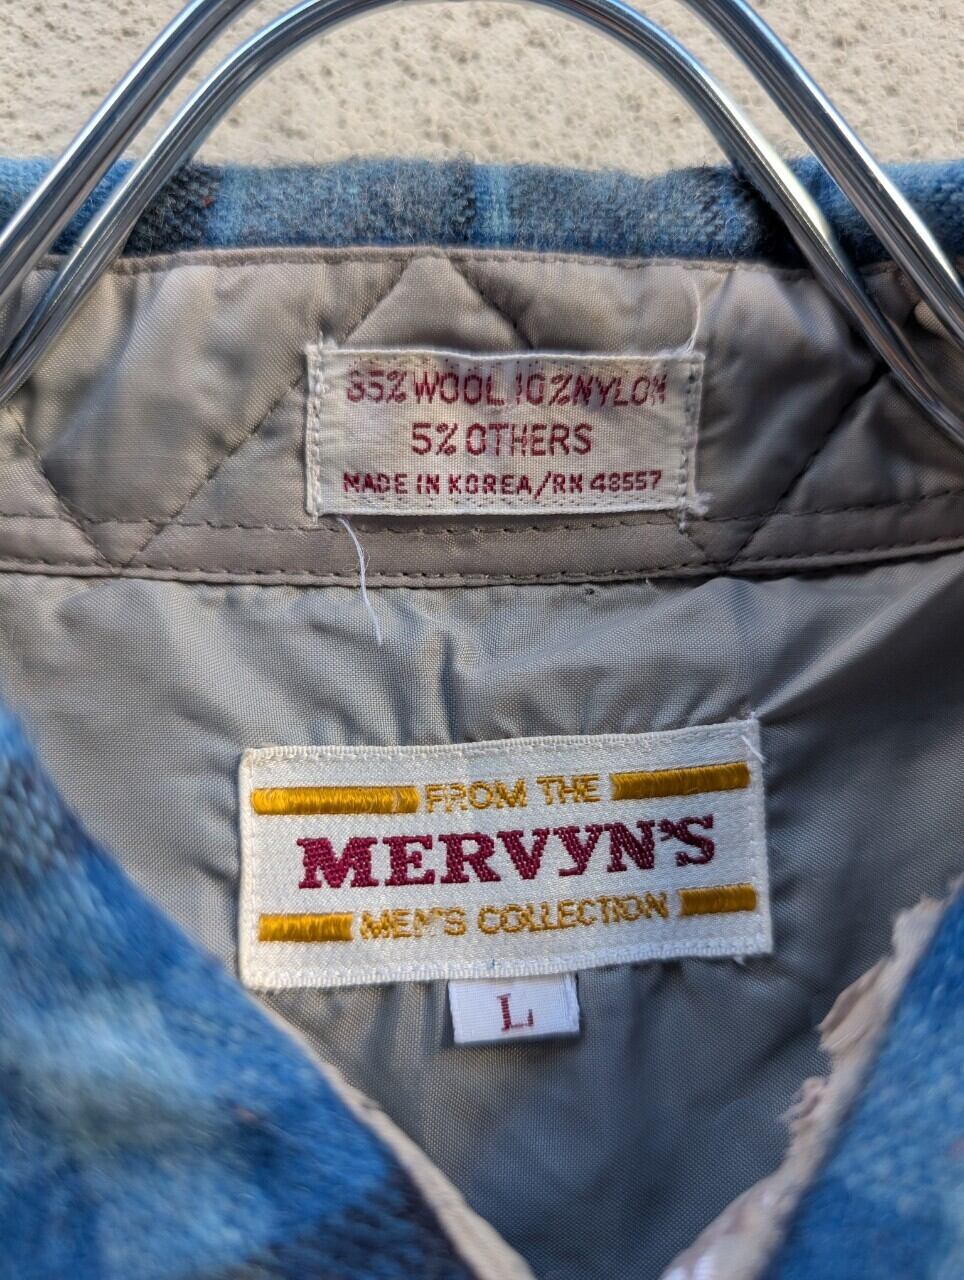 85% WOOL 10% NYLON
5% OTHERS
MADE IN KOREA/RN 48557
FROM THE
MERVYN'S
MEN'S COLLECTION
L